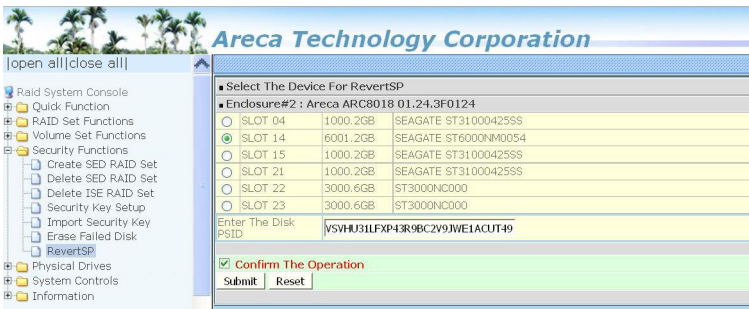 Areca Technology Corporation
|open all|close all|
Raid System Console
Quick Function
RAID Set Functions
Volume Set Functions
Security Functions
Create SED RAID Set
Delete SED RAID Set
Delete ISE RAID Set
Security Key Setup
Import Security Key
Erase Failed Disk
RevertSP
Physical Drives
System Controls
Information
Select The Device For RevertSP
Enclosure#2 : Areca ARC8018 01.24.3F0124
SLOT 04 1000.2GB SEAGATE ST31000425SS
SLOT 14 6001.2GB SEAGATE ST6000NM0054
SLOT 15 1000.2GB SEAGATE ST31000425SS
SLOT 21 1000.2GB SEAGATE ST31000425SS
SLOT 22 3000.6GB ST3000NC000
SLOT 23 3000.6GB ST3000NC000
Enter The Disk
PSID
VSVHU31LFXP43R9BC2V9JWE1ACUT49
Confirm The Operation
Submit Reset